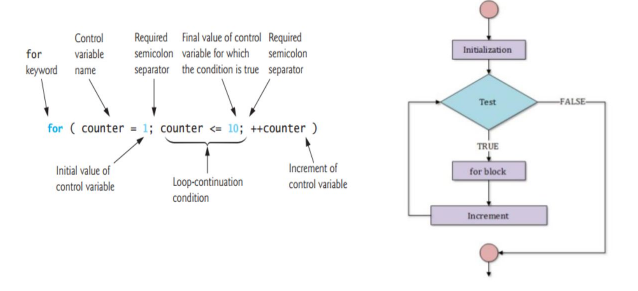 for
keyword
Control
variable
name
Required
semicolon
separator
Final value of control
variable for which
the condition is true
Required
semicolon
separator
for ( counter = 1; counter <= 10; ++counter )
Initial value of
control variable
Loop-continuation
condition
Increment of
control variable
Initialization
Test
FALSE
TRUE
for block
Increment